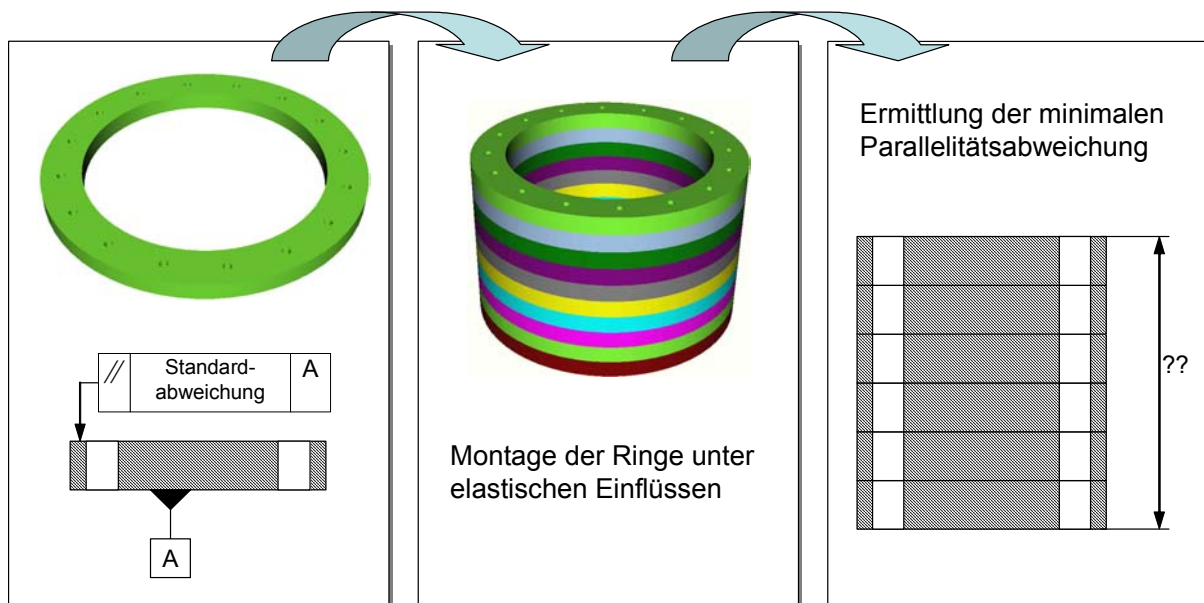 //
Standard-
abweichung
A
A
Montage der Ringe unter
elastischen Einflüssen
Ermittlung der minimalen
Parallelitätsabweichung
??